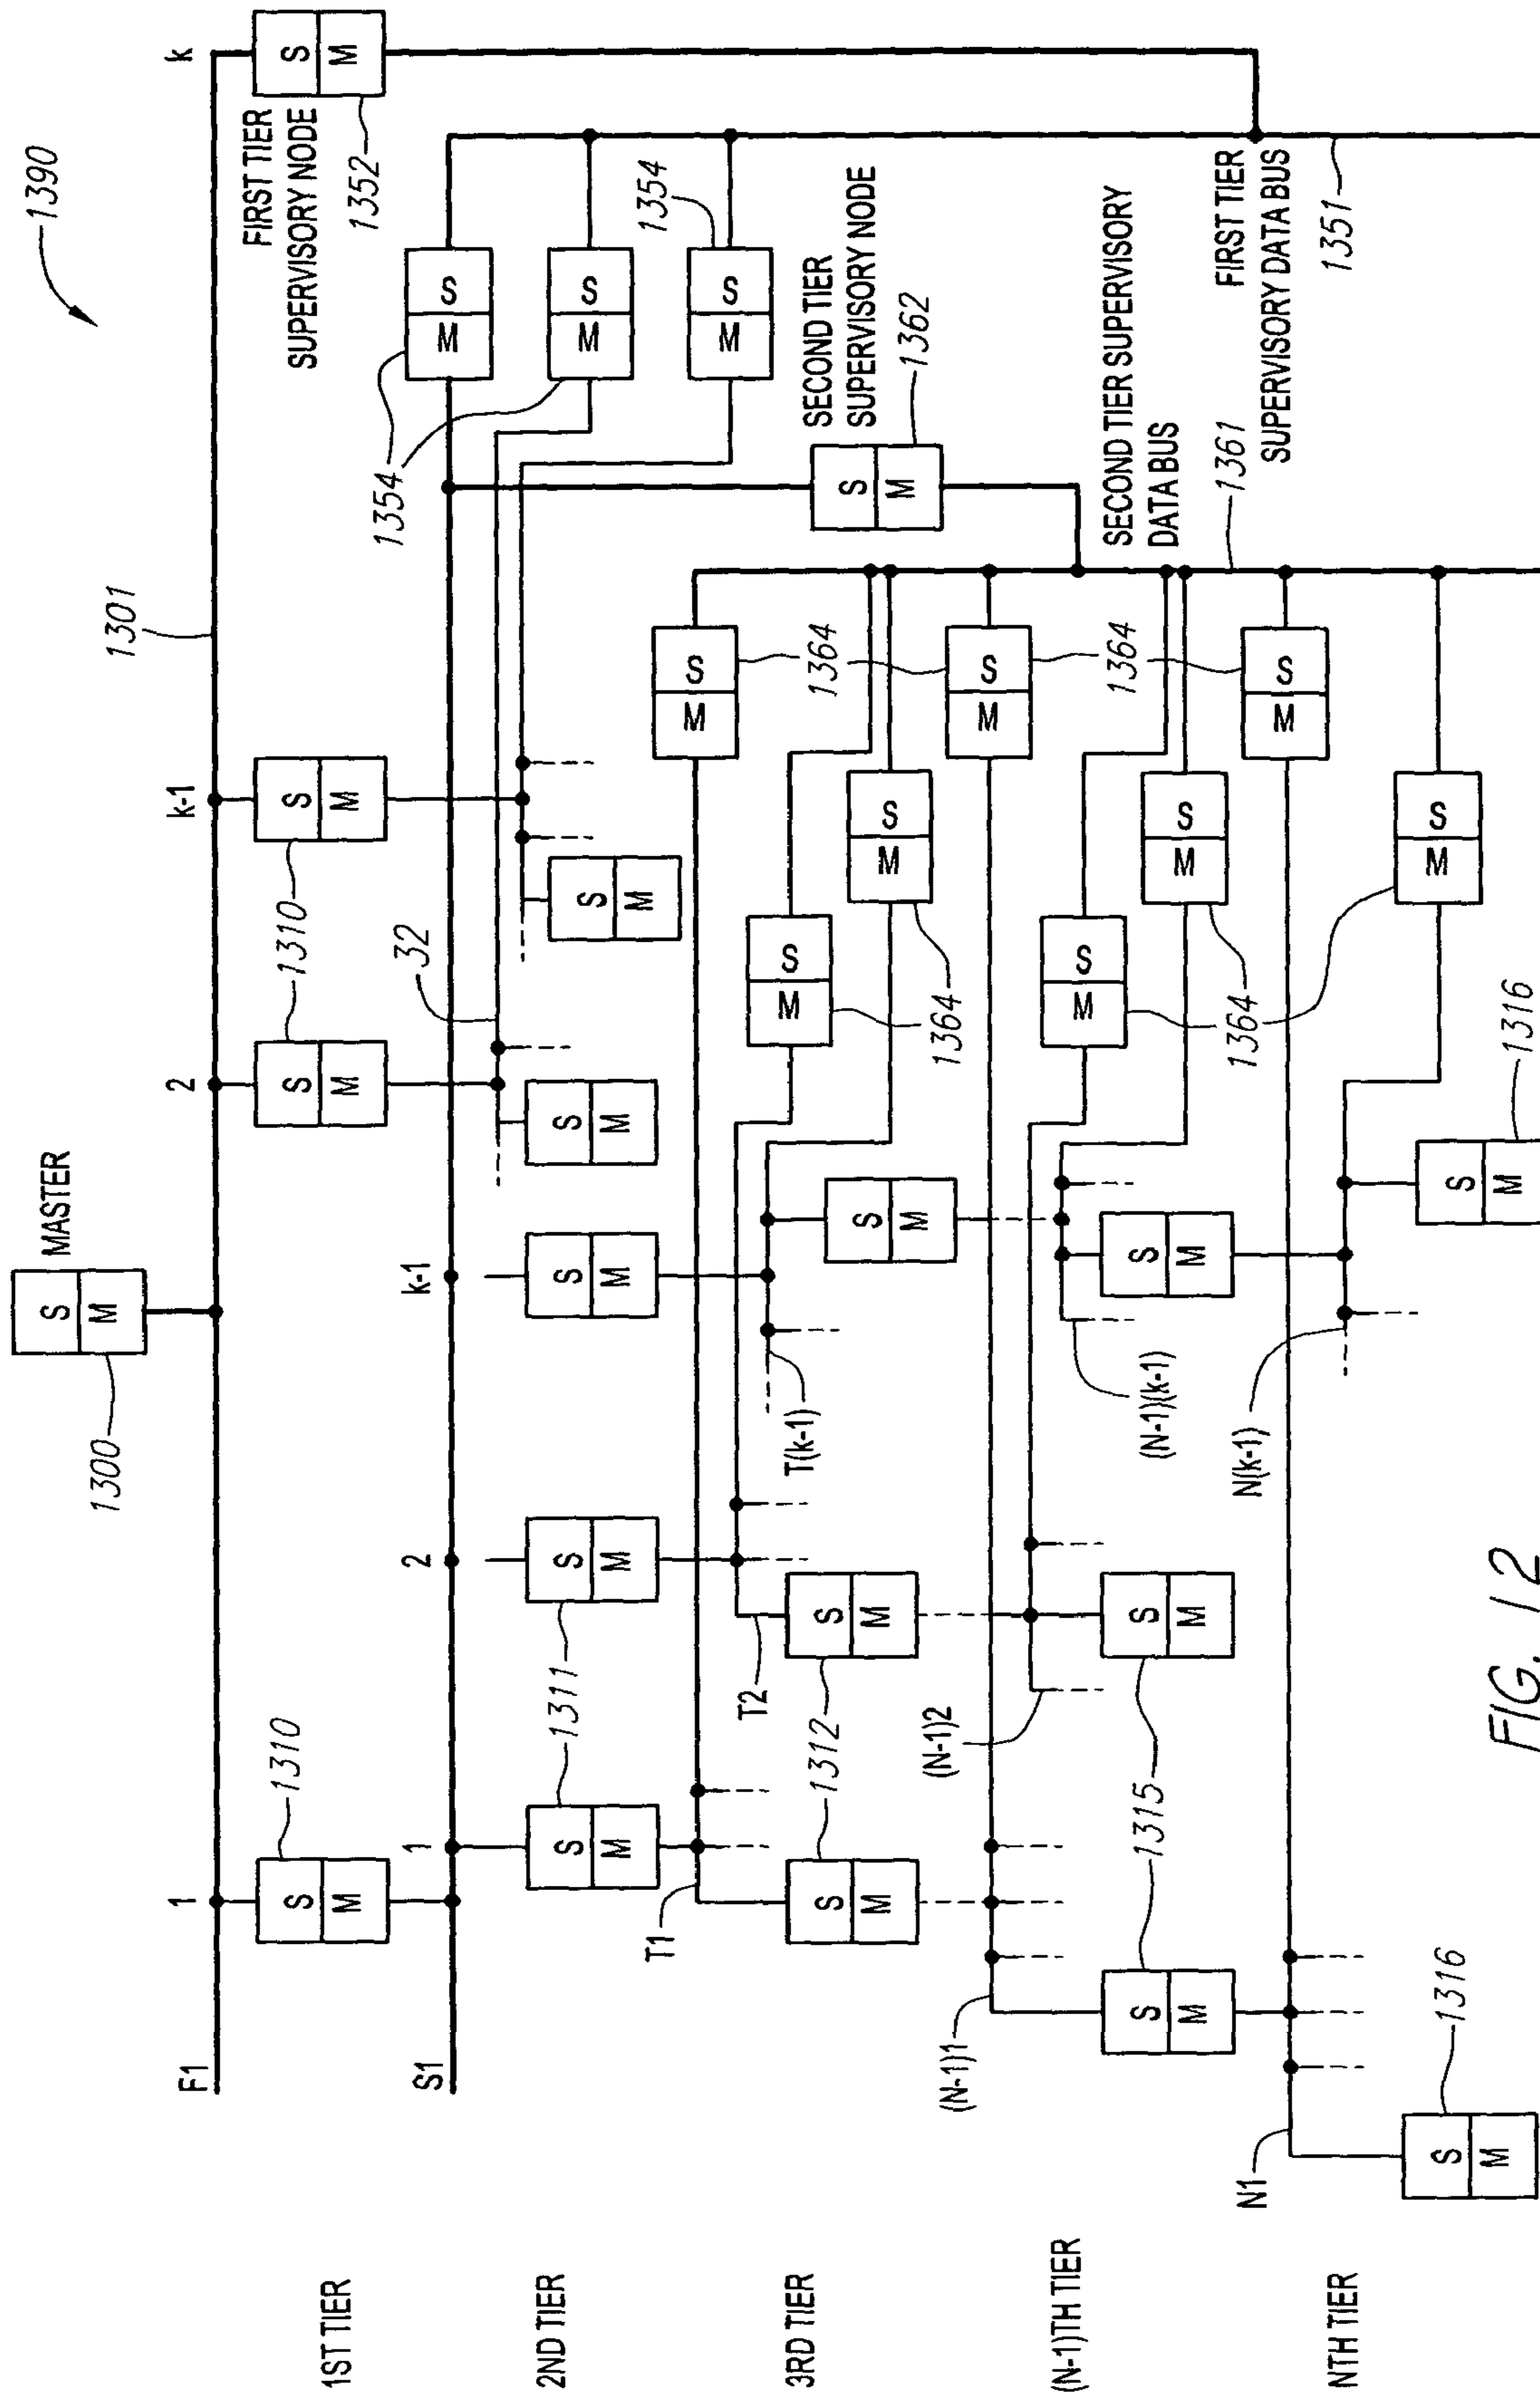 1390
MASTER
S
M
1300
1301
F1
1
2
k-1
k
1ST TIER
S
M
1310
S
M
1310
S
M
FIRST TIER
SUPERVISORY NODE
S
M
1352
S1
1
2
k-1
32
1354
M S
M S
M S
1354
2ND TIER
S
M
1311
S
M
S
M
S
M
S
M
SECOND TIER
SUPERVISORY NODE
S
M
1362
T1
T2
T(k-1)
M S
1364
M S
M S
1364
M S
3RD TIER
S
M
1312
S
M
S
M
(N-1)1
(N-1)2
(N-1)(k-1)
1364
M S
M S
1364
M S
M S
SECOND TIER SUPERVISORY
DATA BUS
1361
FIRST TIER
SUPERVISORY DATA BUS
1351
(N-1)TH TIER
S
M
1315
S
M
S
M
N1
N(k-1)
NTH TIER
S
M
1316
S
M
1316
FIG. 12